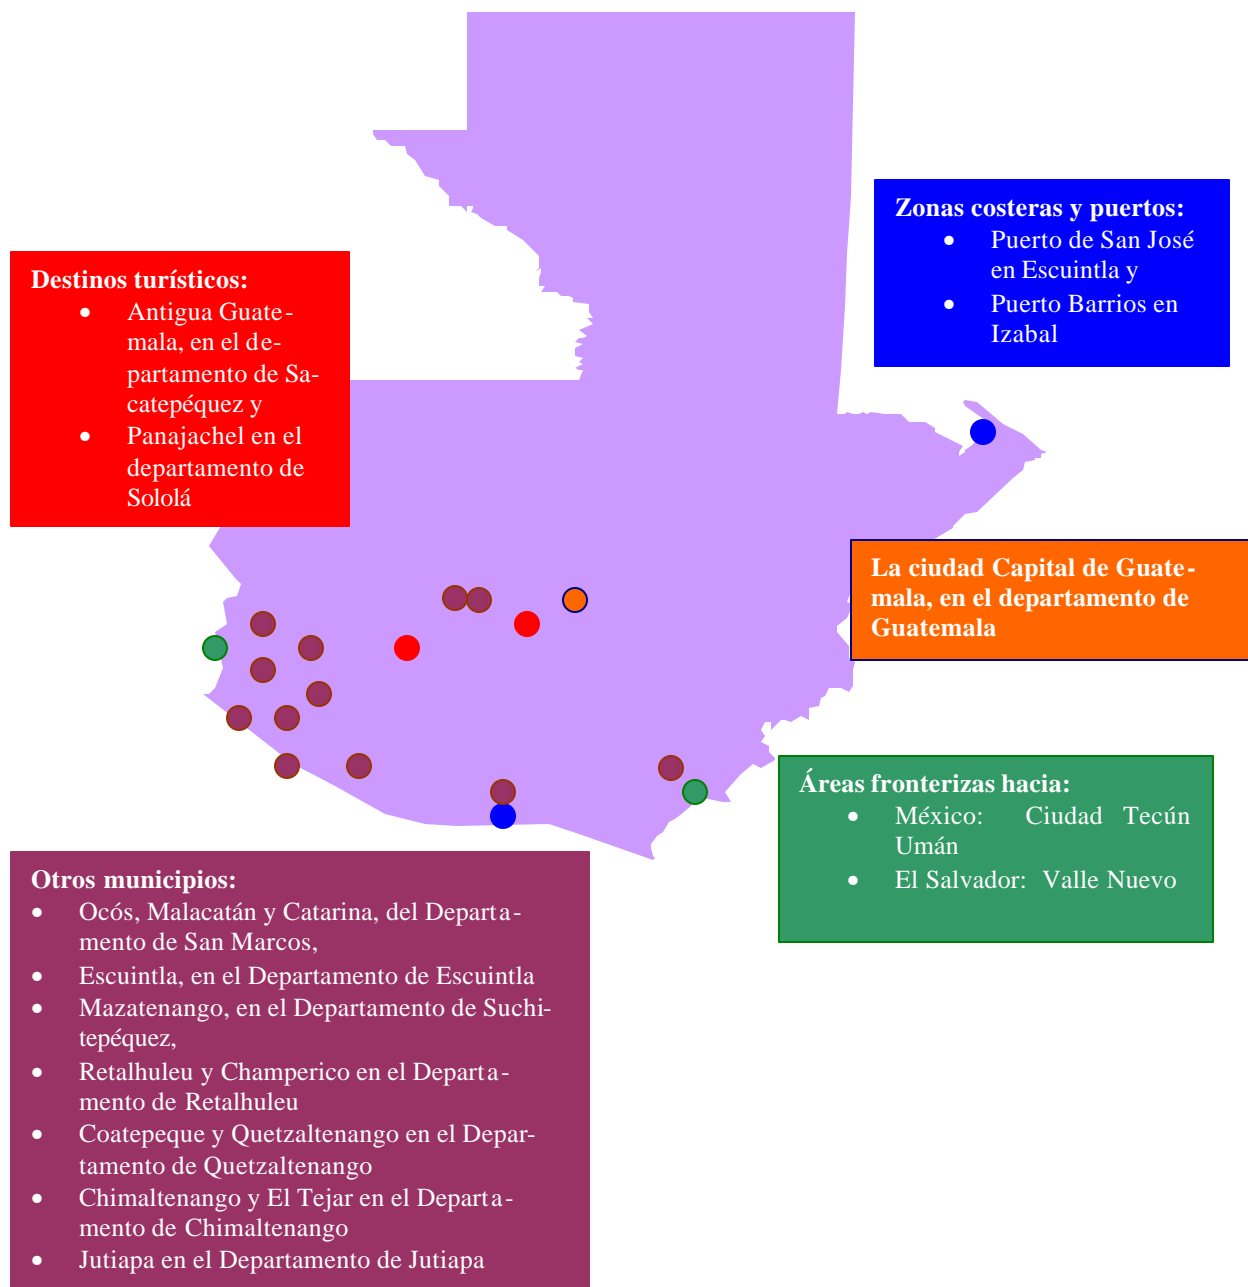 Zonas costeras y puertos:
• Puerto de San José
en Escuintla y
• Puerto Barrios en
Izabal
Destinos turísticos:
• Antigua Guate-
mala, en el de-
partamento de Sa-
catepéquez y
• Panajachel en el
departamento de
Sololá
La ciudad Capital de Guate-
mala, en el departamento de
Guatemala
Áreas fronterizas hacia:
• México: Ciudad Tecún
Umán
• El Salvador: Valle Nuevo
Otros municipios:
• Ocós, Malacatán y Catarina, del Departa-
mento de San Marcos,
• Escuintla, en el Departamento de Escuintla
• Mazatenango, en el Departamento de Suchi-
tepéquez,
• Retalhuleu y Champerico en el Departa-
mento de Retalhuleu
• Coatepeque y Quetzaltenango en el Depar-
tamento de Quetzaltenango
• Chimaltenango y El Tejar en el Departa-
mento de Chimaltenango
• Jutiapa en el Departamento de Jutiapa